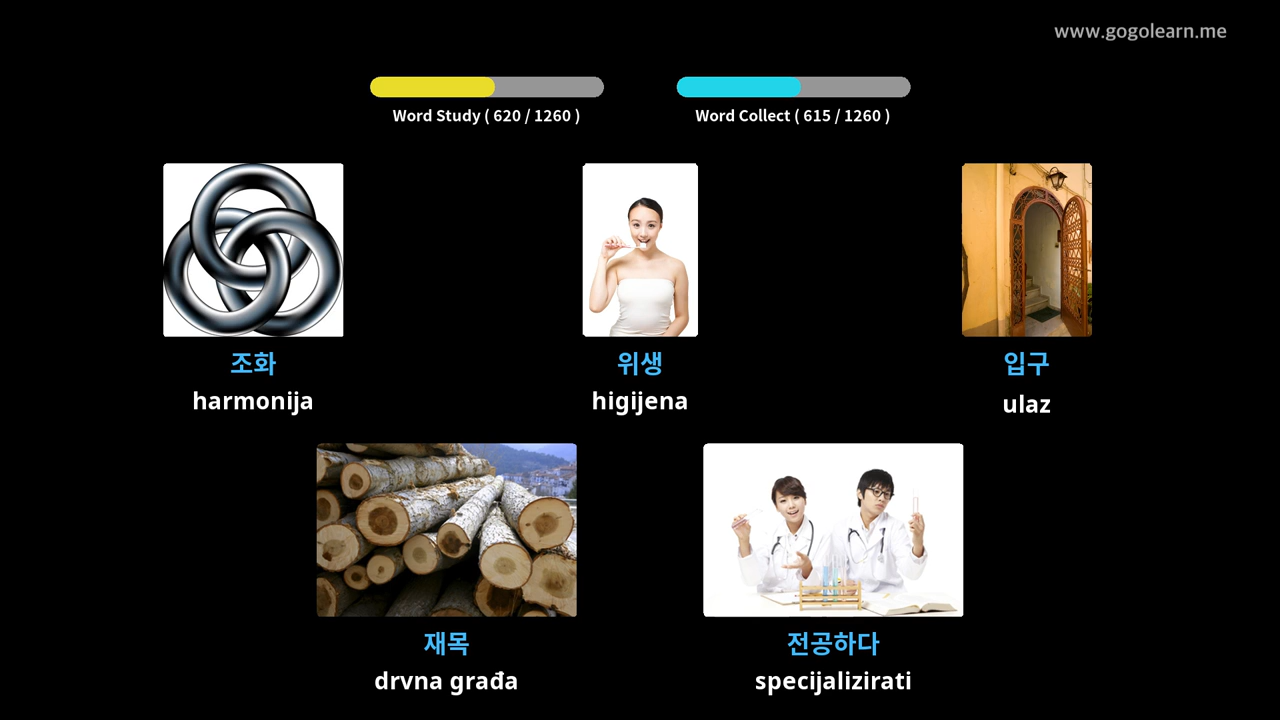 www.gogolearn.me
Word Study ( 620 / 1260 )
Word Collect ( 615 / 1260 )
조화
harmonija
위생
higijena
입구
ulaz
재목
drvna građa
전공하다
specijalizirati